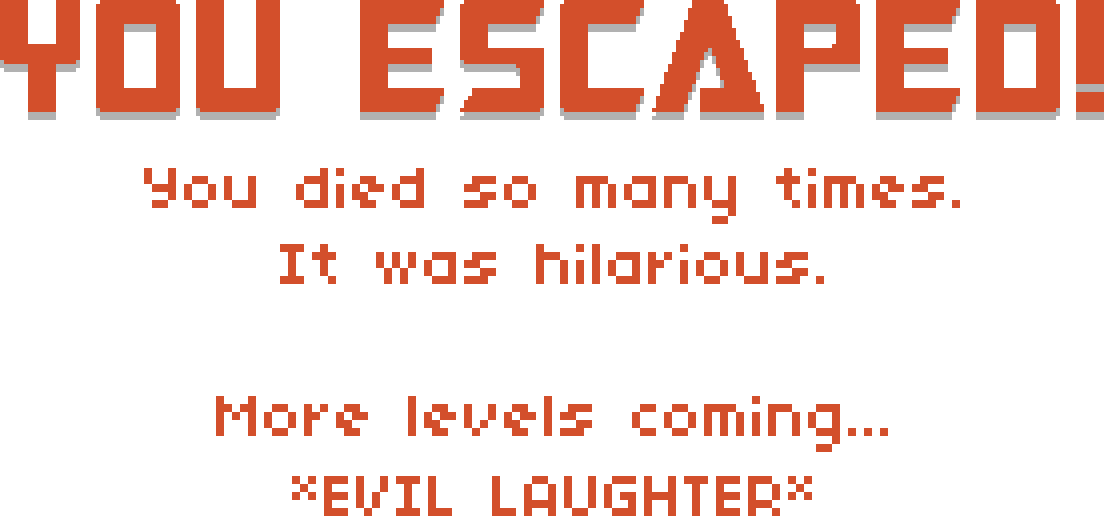 YOU ESCAPED!
You died so many times.
It was hilarious.
More levels coming...
*EVIL LAUGHTER*